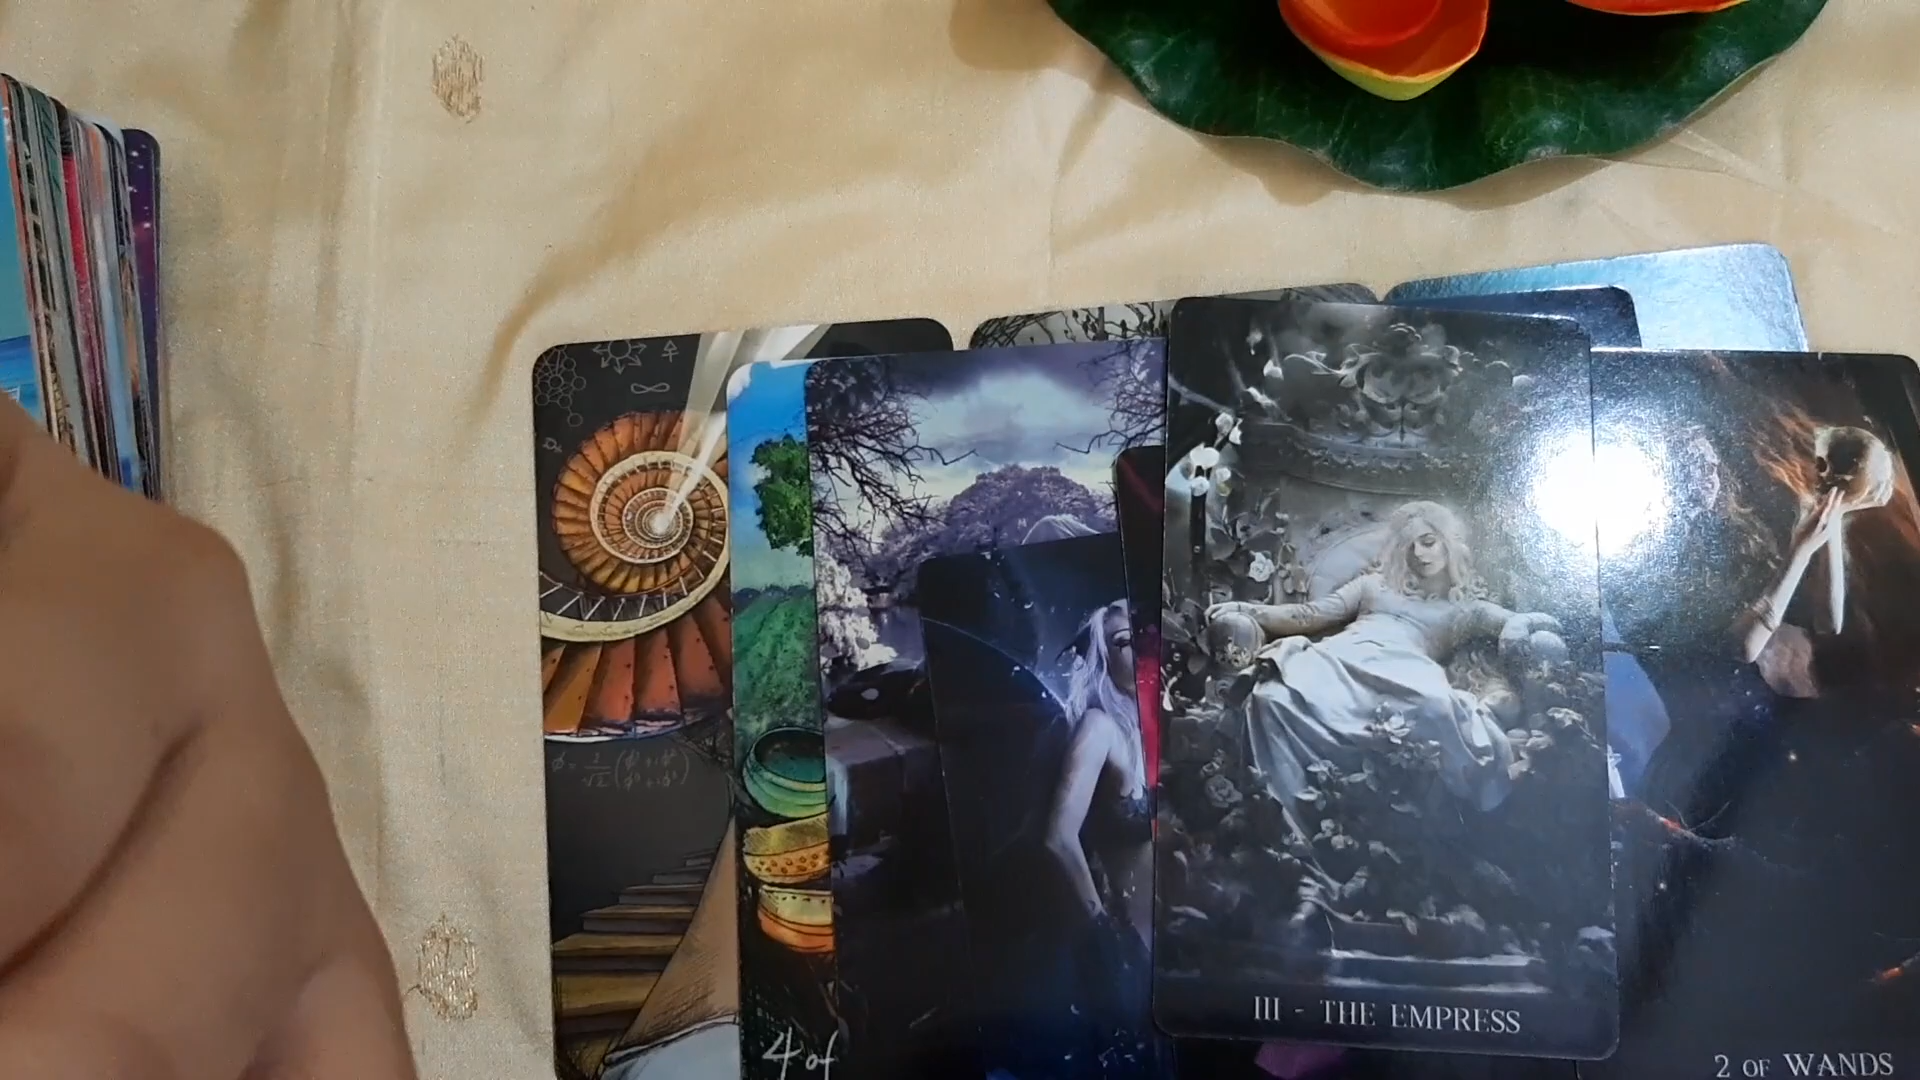 4 of
III - THE EMPRESS
2 OF WANDS